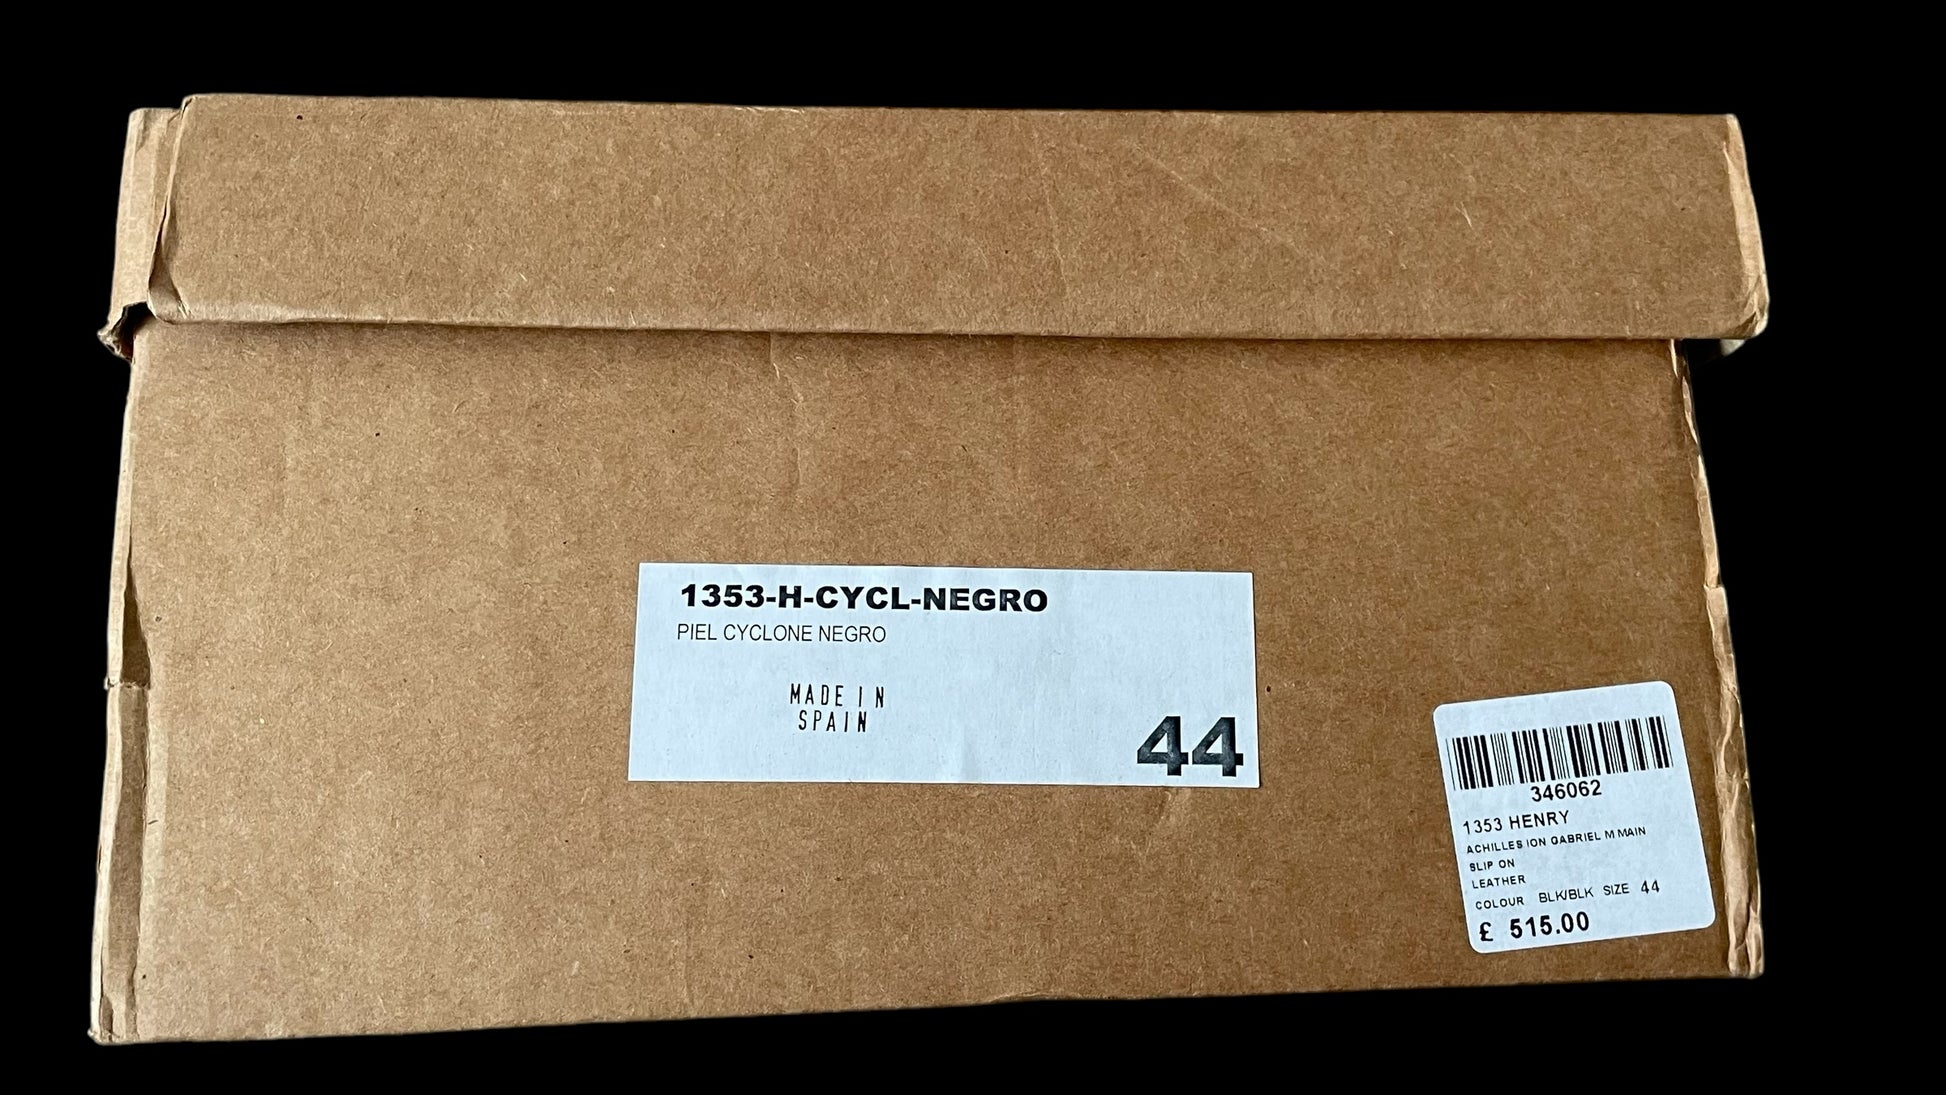 1353-H-CYCL-NEGRO
PIEL CYCLONE NEGRO
MADE IN
SPAIN
44
346062
1353 HENRY
ACHILLES ION GABRIEL M MAIN
SLIP ON
LEATHER
COLOUR BLK/BLK SIZE 44
£ 515.00